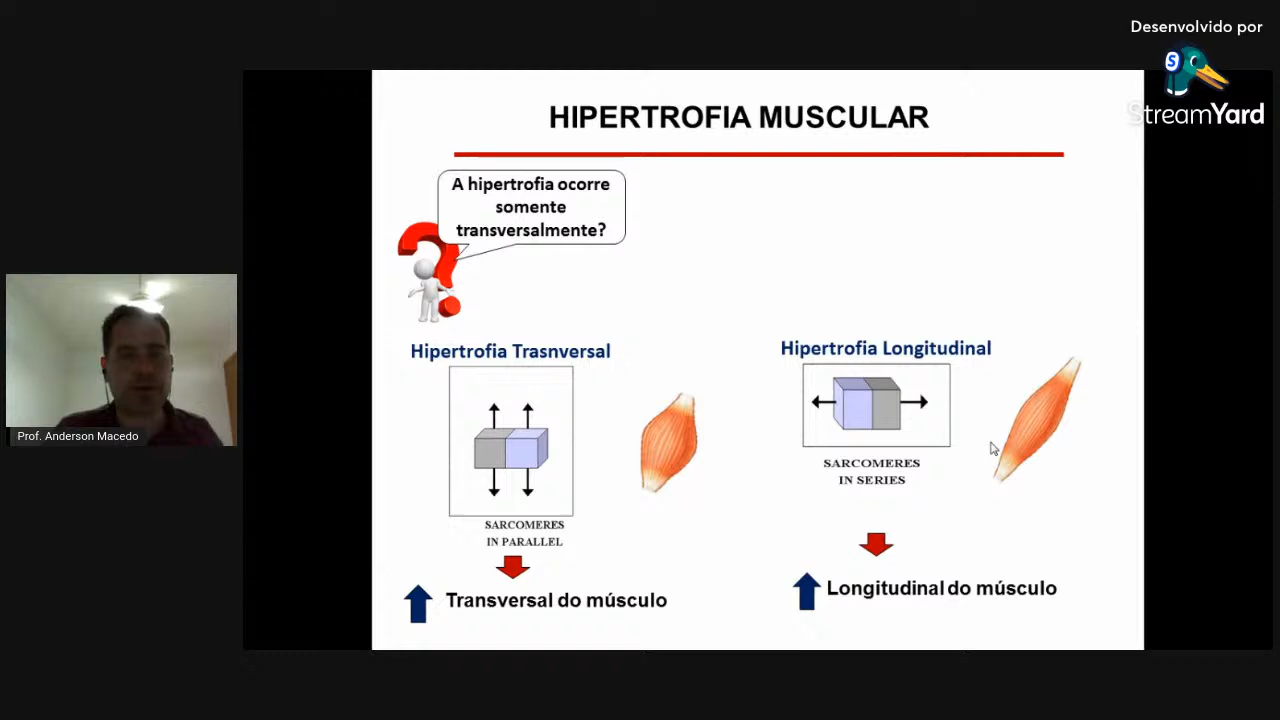 Desenvolvido por
StreamYard
HIPERTROFIA MUSCULAR
A hipertrofia ocorre
somente
transversalmente?
Hipertrofia Trasnversal
SARCOMERES
IN PARALLEL
Transversal do músculo
Hipertrofia Longitudinal
SARCOMERES
IN SERIES
Longitudinal do músculo
Prof. Anderson Macedo